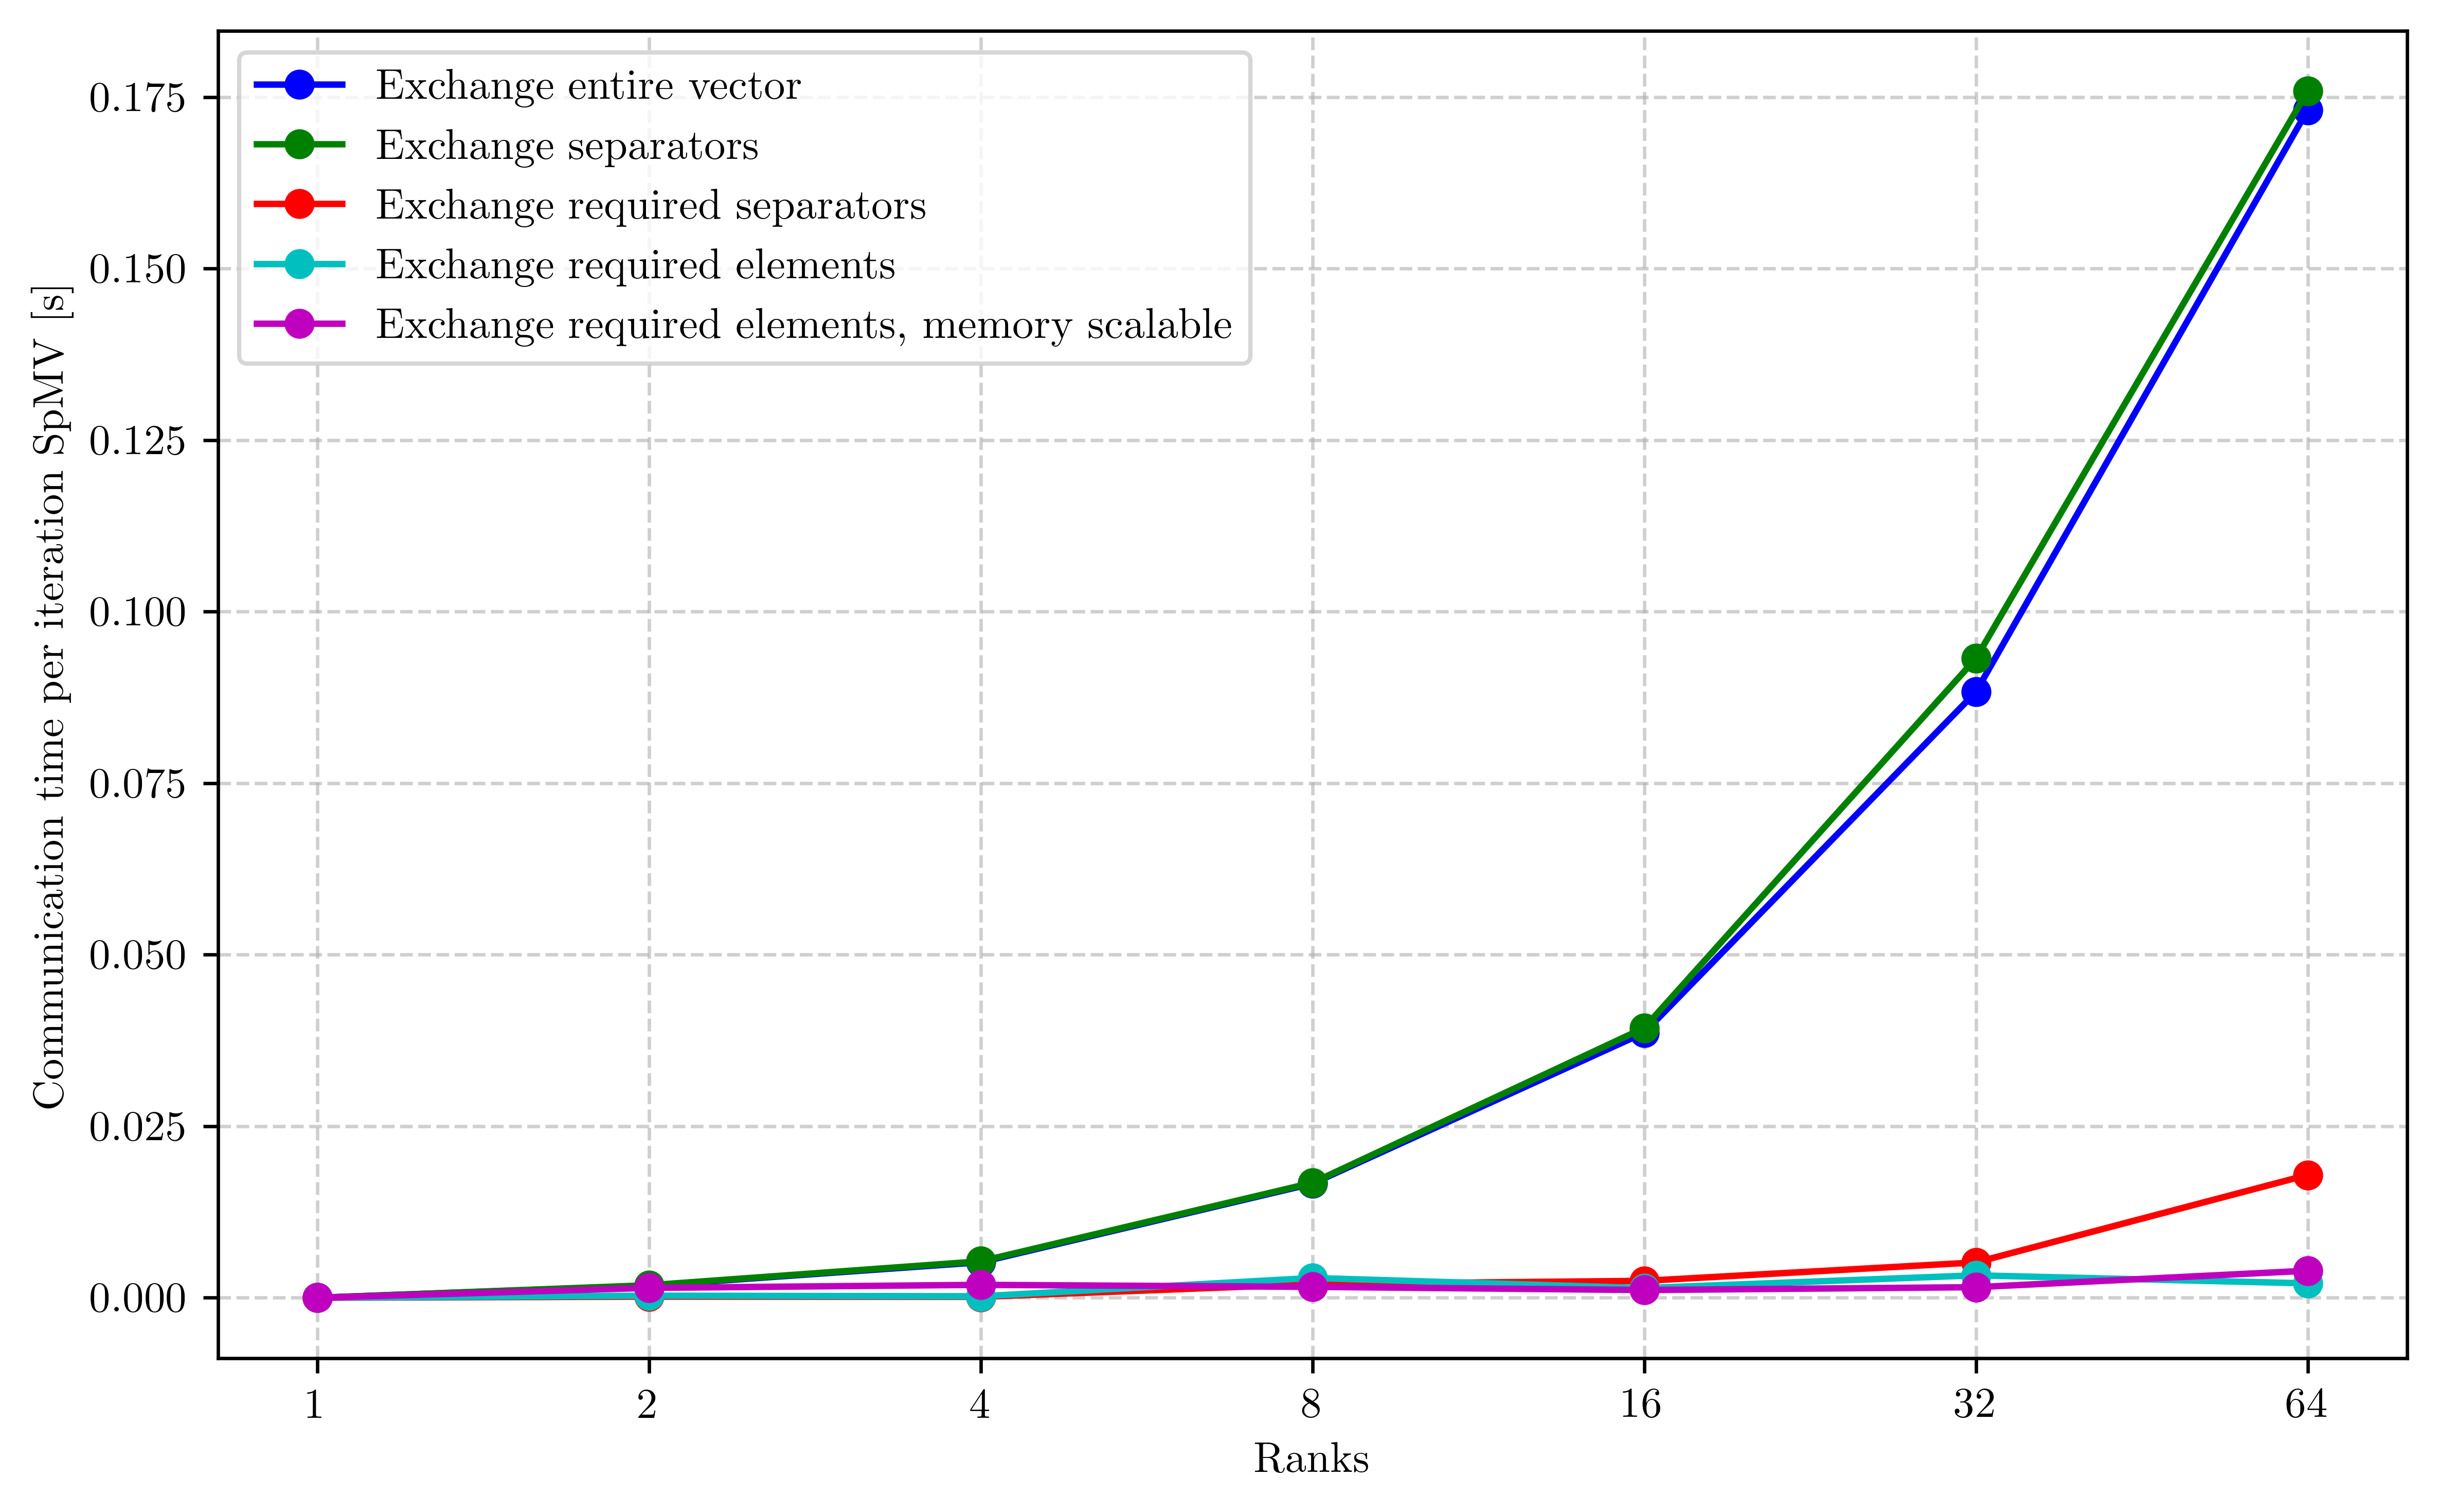 Exchange entire vector
Exchange separators
Exchange required separators
Exchange required elements
Exchange required elements, memory scalable
Communication time per iteration SpMV [s]
0.175
0.150
0.125
0.100
0.075
0.050
0.025
0.000
1 2 4 8 16 32 64
Ranks